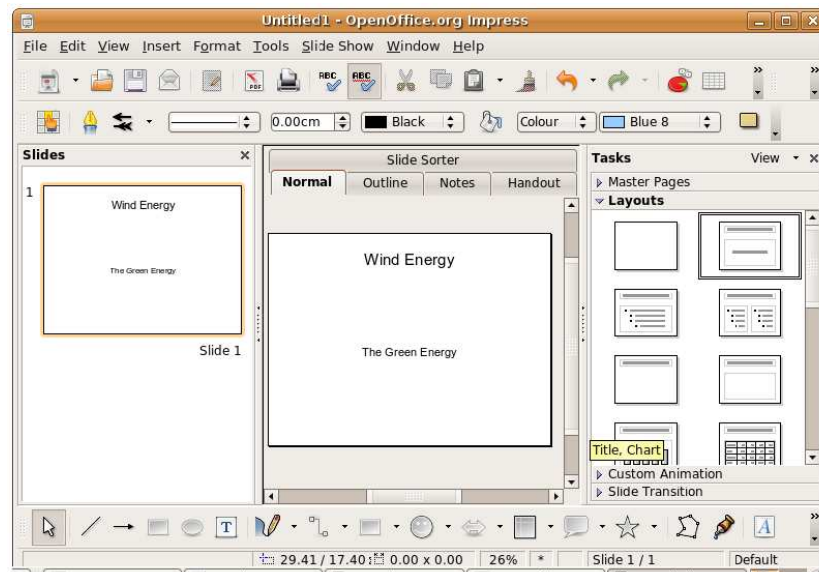 Untitled1 - OpenOffice.org Impress
File Edit View Insert Format Tools Slide Show Window Help
PDF ABC ABC
0.00cm Black Colour Blue 8
Slides
Slide Sorter
Tasks View
Normal Outline Notes Handout
Master Pages
Layouts
1
Wind Energy
The Green Energy
Slide 1
Wind Energy
The Green Energy
Title, Chart
Custom Animation
Slide Transition
T A
29.41 / 17.40 0.00 x 0.00 26% * Slide 1 / 1 Default